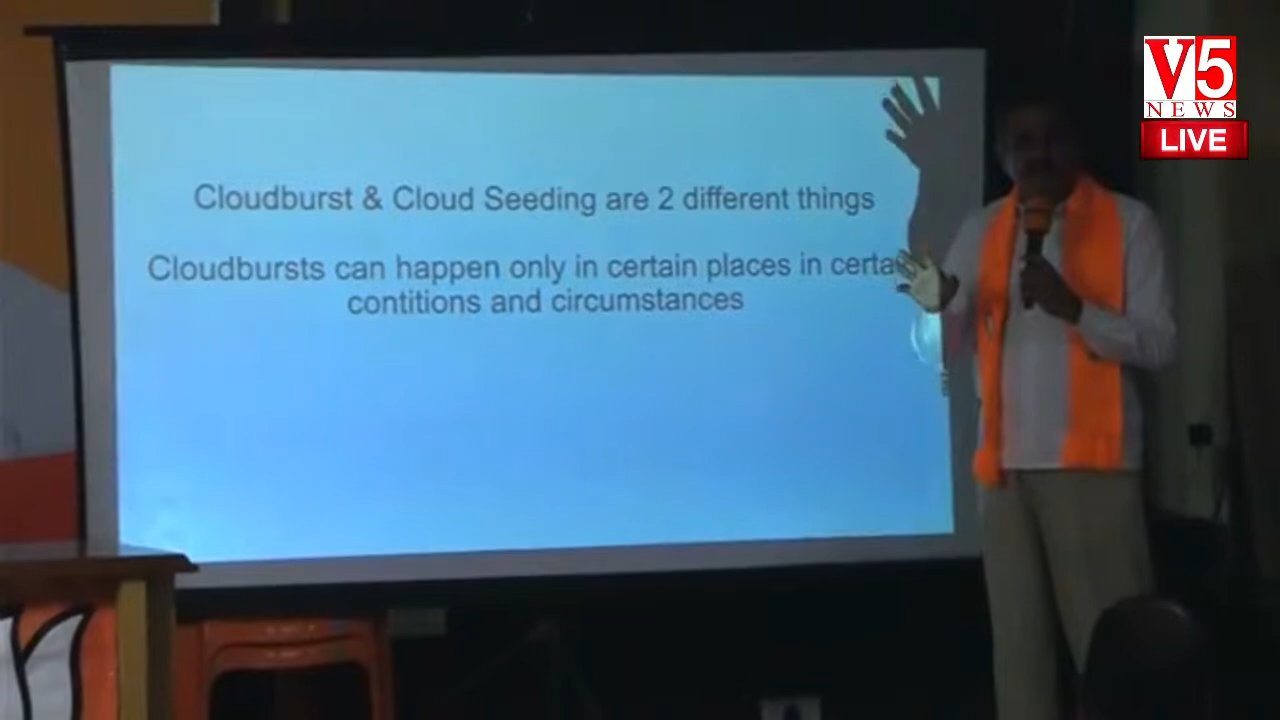 V5
NEWS
LIVE
Cloudburst & Cloud Seeding are 2 different things
Cloudbursts can happen only in certain places in certa
contitions and circumstances